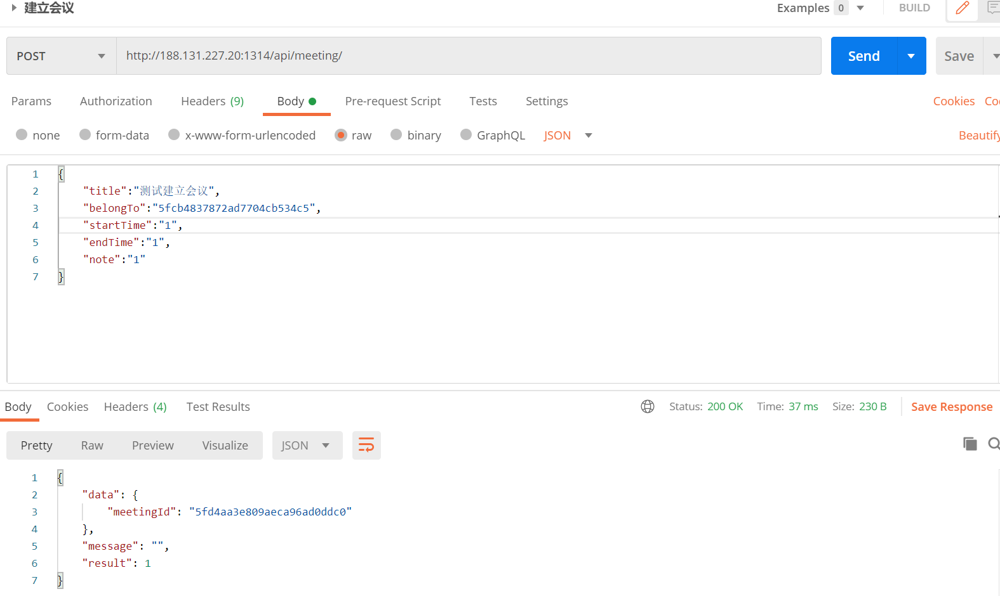 建立会议
Examples 0 BUILD
POST http://188.131.227.20:1314/api/meeting/ Send Save
Params Authorization Headers (9) Body Pre-request Script Tests Settings Cookies
none form-data x-www-form-urlencoded raw binary GraphQL JSON Beautify
1 {
2 "title":"测试建立会议",
3 "belongTo":"5fcb4837872ad7704cb534c5",
4 "startTime":"1",
5 "endTime":"1",
6 "note":"1"
7 }
Body Cookies Headers (4) Test Results Status: 200 OK Time: 37 ms Size: 230 B Save Response
Pretty Raw Preview Visualize JSON
1 {
2 "data": {
3 "meetingId": "5fd4aa3e809aeca96ad0ddc0"
4 },
5 "message": "",
6 "result": 1
7 }